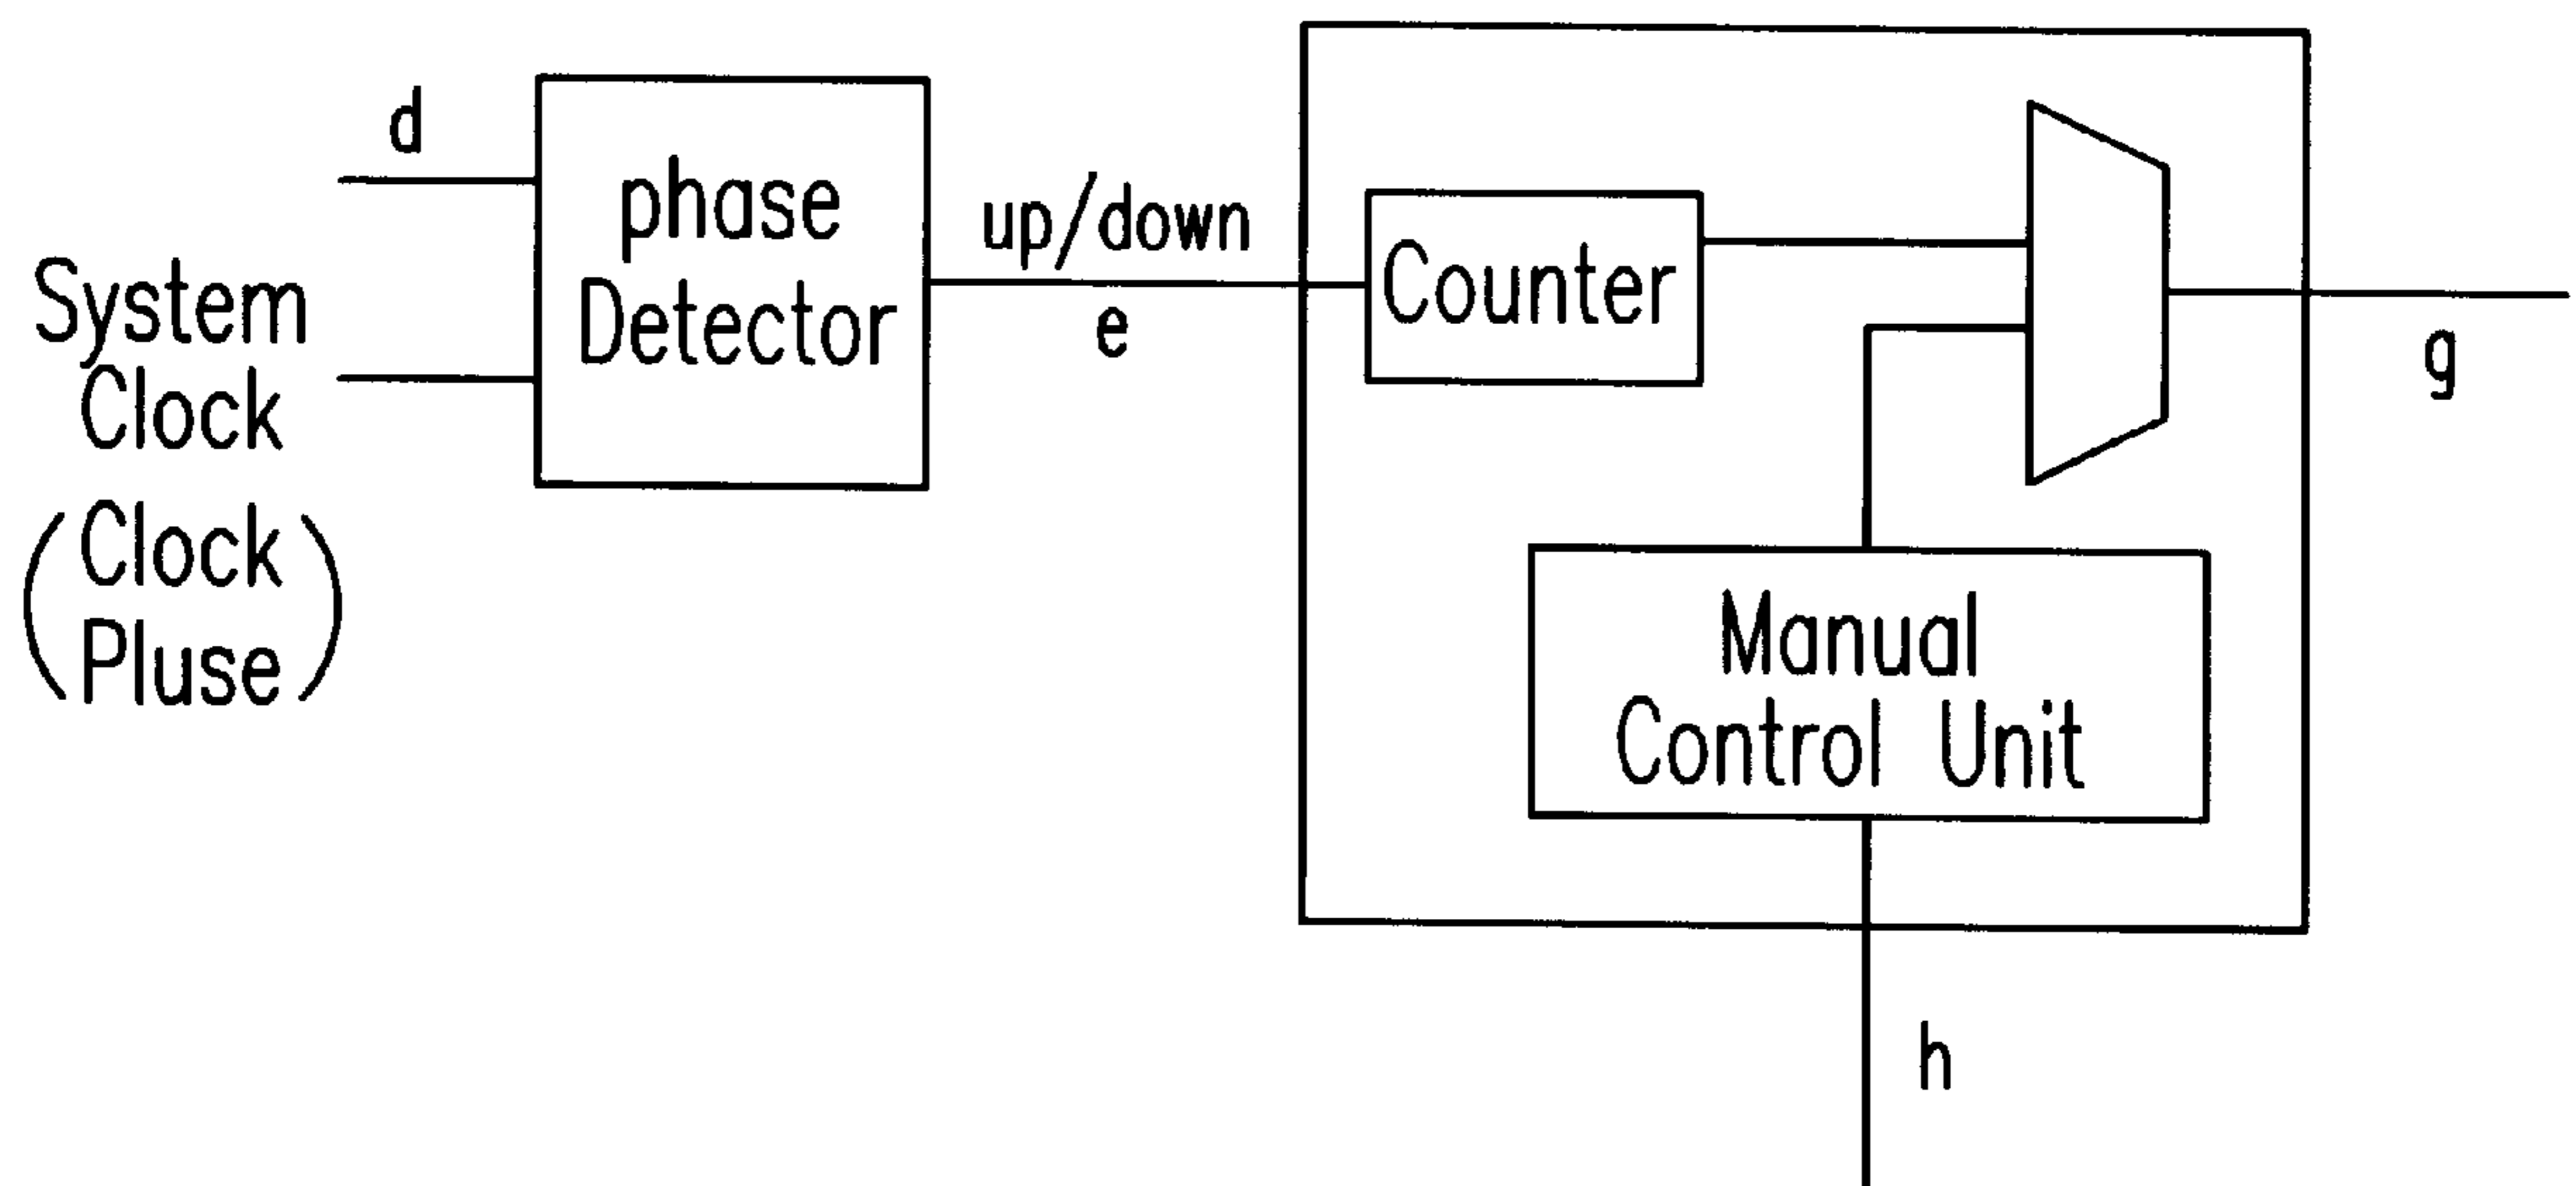 d
System
Clock
(Clock
Pluse)
phase
Detector
up/down
e
Counter
g
Manual
Control Unit
h